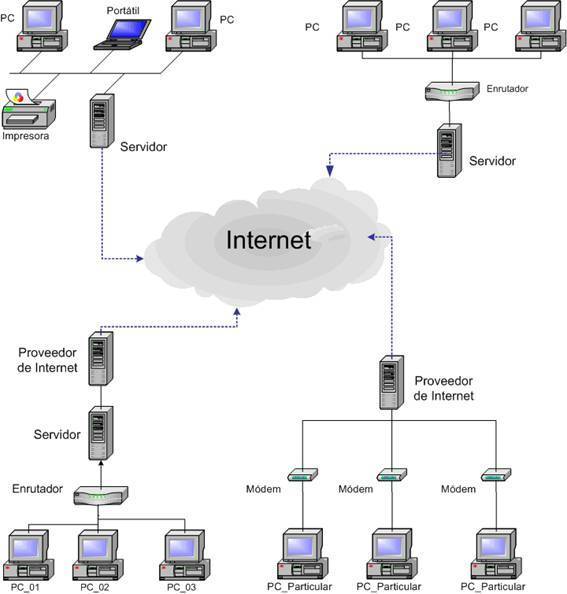 PC
Portátil
PC
Impresora
Servidor
PC
PC
PC
Enrutador
Servidor
Internet
Proveedor
de Internet
Servidor
Enrutador
PC_01
PC_02
PC_03
Proveedor
de Internet
Módem
Módem
Módem
PC_Particular
PC_Particular
PC_Particular